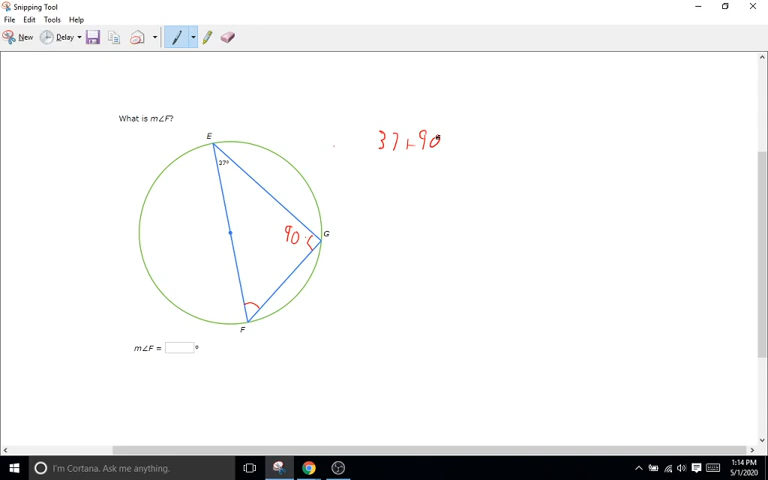 Snipping Tool
File Edit Tools Help
New Delay
What is m∠F?
E
37°
37+90
90
G
F
m∠F = °
I'm Cortana. Ask me anything.
1:14 PM
5/1/2020